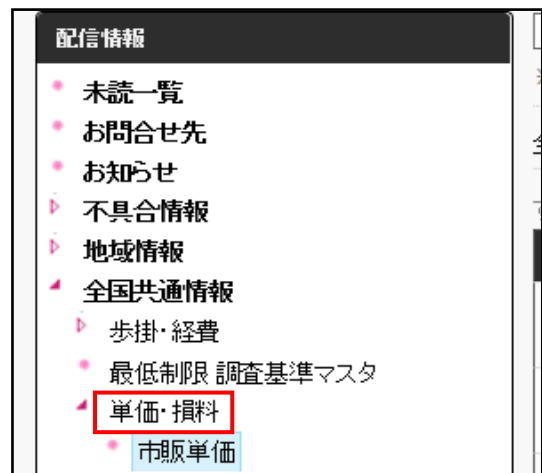 配信情報
未読一覧
お問合せ先
お知らせ
不具合情報
地域情報
全国共通情報
歩掛・経費
最低制限 調査基準マスタ
単価・損料
市販単価